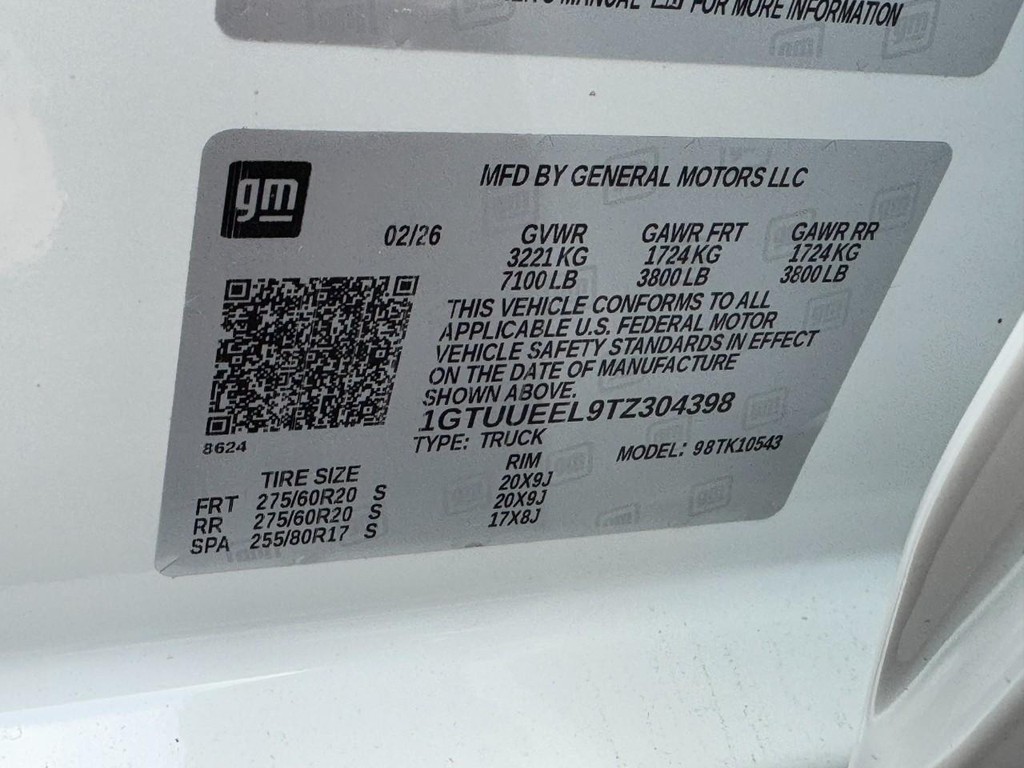 MANUAL FOR MORE INFORMATION
gm
MFD BY GENERAL MOTORS LLC
02/26
GVWR GAWR FRT GAWR RR
3221 KG 1724 KG 1724 KG
7100 LB 3800 LB 3800 LB
THIS VEHICLE CONFORMS TO ALL
APPLICABLE U.S. FEDERAL MOTOR
VEHICLE SAFETY STANDARDS IN EFFECT
ON THE DATE OF MANUFACTURE
SHOWN ABOVE.
1GTUUEEL9TZ304398
8624
TYPE: TRUCK MODEL: 98TK10543
TIRE SIZE RIM
FRT 275/60R20 S 20X9J
RR 275/60R20 S 20X9J
SPA 255/80R17 S 17X8J